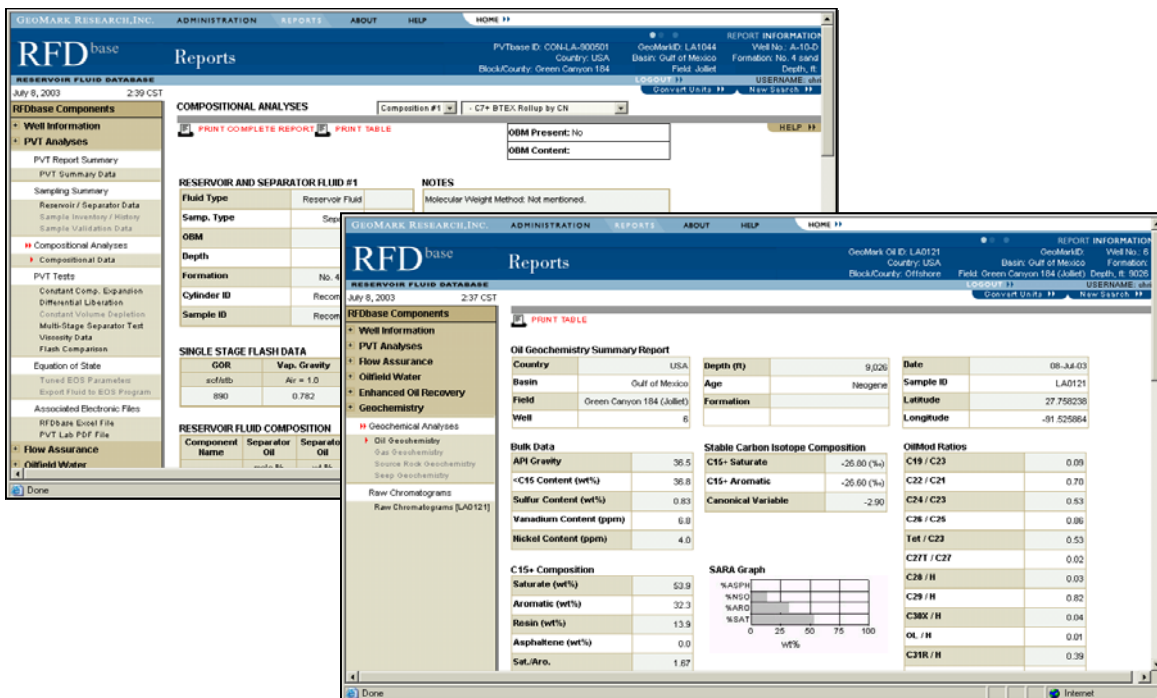 GEOMARK RESEARCH, INC. ADMINISTRATION REPORTS ABOUT HELP HOME
RFD base
Reports
PVTbase ID: CON-LA-900501
Country: USA
Block/County: Green Canyon 184
GeoMarkID: LA1044
Basin: Gulf of Mexico
Field: Jolliet
REPORT INFORMATION
Well No.: A-10-D
Formation: No. 4 sand
Depth, ft:
RESERVOIR FLUID DATABASE
LOGOUT
USERNAME:
July 8, 2003 2:39 CST
Convert Units New Search
RFDbase Components
+ Well Information
+ PVT Analyses
PVT Report Summary
PVT Summary Data
Sampling Summary
Reservoir / Separator Data
Sample Inventory / History
Sample Validation Data
Compositional Analyses
Compositional Data
PVT Tests
Constant Comp. Expansion
Differential Liberation
Constant Volume Depletion
Multi-Stage Separator Test
Viscosity Data
Flash Comparison
Equation of State
Tuned EOS Parameters
Export Fluid to EOS Program
Associated Electronic Files
RFDbase Excel File
PVT Lab PDF File
+ Flow Assurance
+ Oilfield Water
COMPOSITIONAL ANALYSES Composition #1 - C7+ BTEX Rollup by CN
PRINT COMPLETE REPORT PRINT TABLE
HELP
OBM Present: No
OBM Content:
RESERVOIR AND SEPARATOR FLUID #1
Fluid Type Reservoir Fluid
Samp. Type
OBM
Depth
Formation No. 4
Cylinder ID Recom
Sample ID Recom
NOTES
Molecular Weight Method: Not mentioned.
SINGLE STAGE FLASH DATA
GOR Vap. Gravity
scf/stb Air = 1.0
890 0.782
RESERVOIR FLUID COMPOSITION
Component Name Separator Oil Separato Oil
Done
GEOMARK RESEARCH, INC. ADMINISTRATION REPORTS ABOUT HELP HOME
RFD base
Reports
GeoMark Oil ID: LA0121
Country: USA
Block/County: Offshore
GeoMarkID:
Basin: Gulf of Mexico
Field: Green Canyon 184 (Jolliet)
REPORT INFORMATION
Well No.: 6
Formation:
Depth, ft: 9026
RESERVOIR FLUID DATABASE
LOGOUT
USERNAME:
July 8, 2003 2:37 CST
Convert Units New Search
RFDbase Components
+ Well Information
+ PVT Analyses
+ Flow Assurance
+ Oilfield Water
+ Enhanced Oil Recovery
+ Geochemistry
Geochemical Analyses
Oil Geochemistry
Gas Geochemistry
Source Rock Geochemistry
Seep Geochemistry
Raw Chromatograms
Raw Chromatograms [LA0121]
PRINT TABLE
Oil Geochemistry Summary Report
Country USA
Basin Gulf of Mexico
Field Green Canyon 184 (Jolliet)
Well 6
Depth (ft) 9,026
Age Neogene
Formation
Date 08-Jul-03
Sample ID LA0121
Latitude 27.758238
Longitude -91.525864
Bulk Data
API Gravity 36.5
<C15 Content (wt%) 36.8
Sulfur Content (wt%) 0.83
Vanadium Content (ppm) 6.8
Nickel Content (ppm) 4.0
Stable Carbon Isotope Composition
C15+ Saturate -26.80 (‰)
C15+ Aromatic -26.60 (‰)
Canonical Variable -2.90
OilMod Ratios
C19 / C23 0.09
C22 / C21 0.70
C24 / C23 0.53
C26 / C25 0.86
Tet / C23 0.53
C27T / C27 0.02
C28 / H 0.03
C29 / H 0.82
C30X / H 0.04
OL / H 0.01
C31R / H 0.39
C15+ Composition
Saturate (wt%) 53.9
Aromatic (wt%) 32.3
Resin (wt%) 13.9
Asphaltene (wt%) 0.0
Sat./Aro. 1.67
SARA Graph
%ASPH
%NSO
%ARO
%SAT
0 25 50 75 100
wt%
Done
Internet